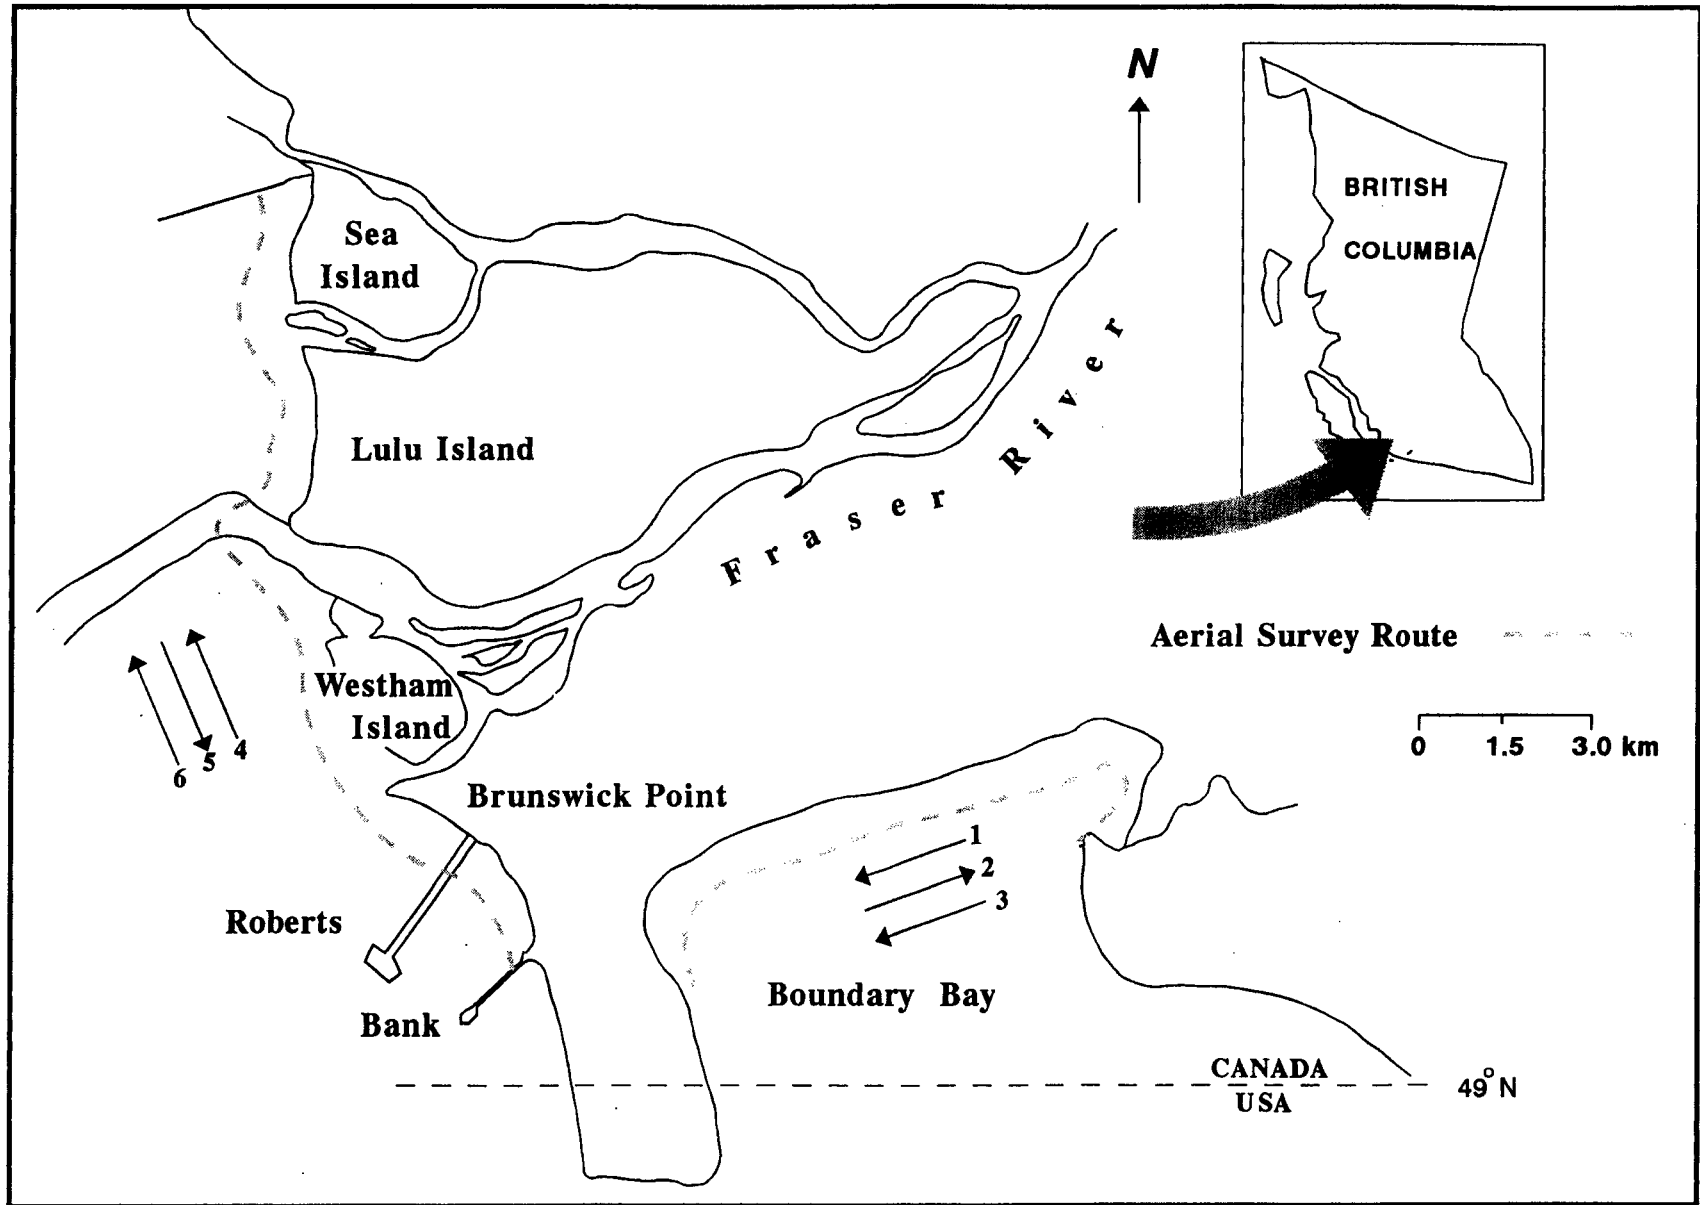 N
BRITISH
COLUMBIA
Sea
Island
Lulu Island
Fraser River
Aerial Survey Route
Westham
Island
0 1.5 3.0 km
6 5 4
Brunswick Point
1
2
3
Roberts
Bank
Boundary Bay
CANADA
USA
49° N